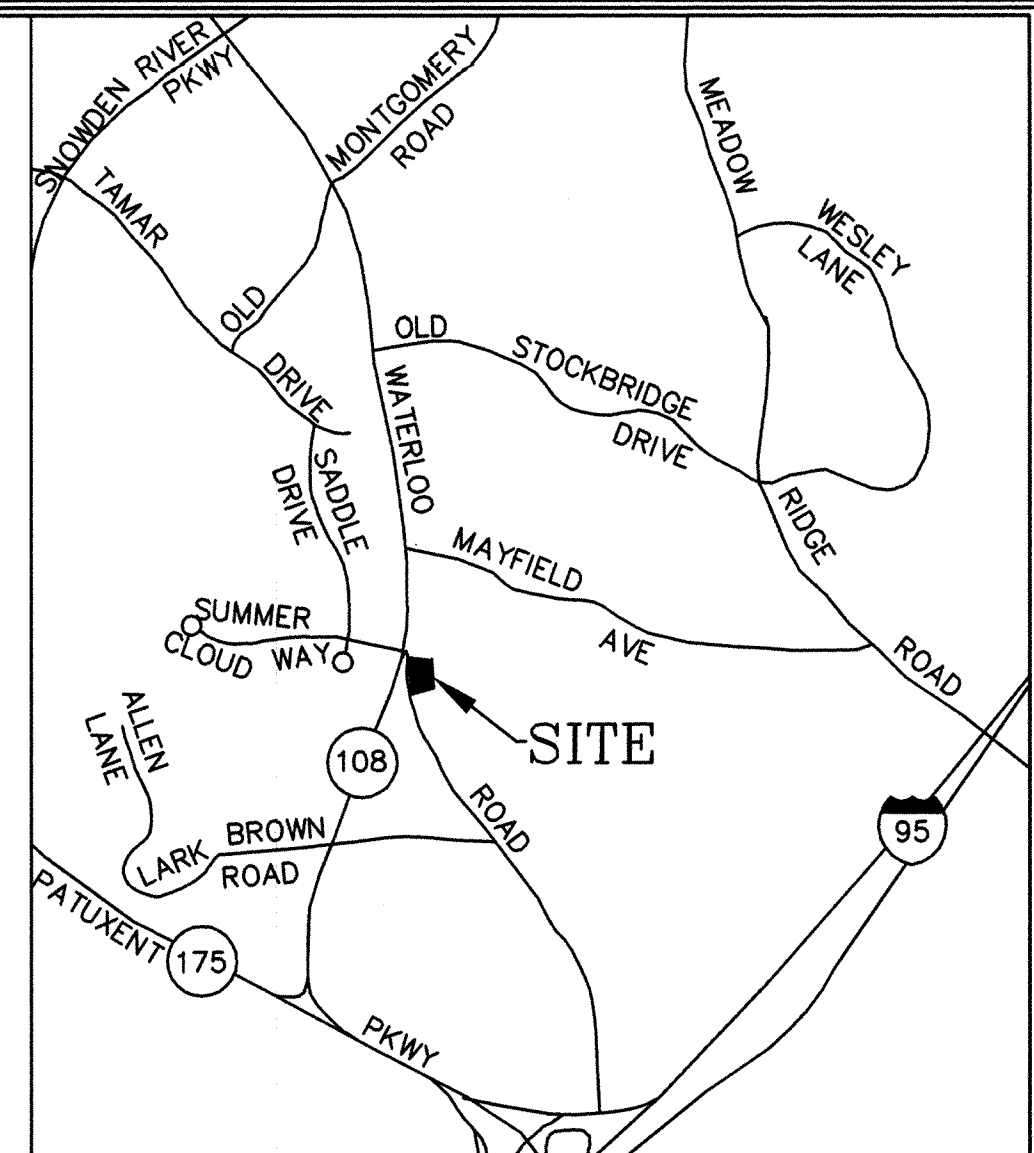 SNOWDEN RIVER
PKWY
MONTGOMERY
ROAD
MEADOW
TAMAR
WESLEY
LANE
OLD
OLD
STOCKBRIDGE
DRIVE
DRIVE
WATERLOO
SADDLE
DRIVE
RIDGE
MAYFIELD
AVE
SUMMER
CLOUD WAY
ROAD
ALLEN
LANE
SITE
108
ROAD
95
BROWN
LARK
ROAD
PATUXENT
175
PKWY